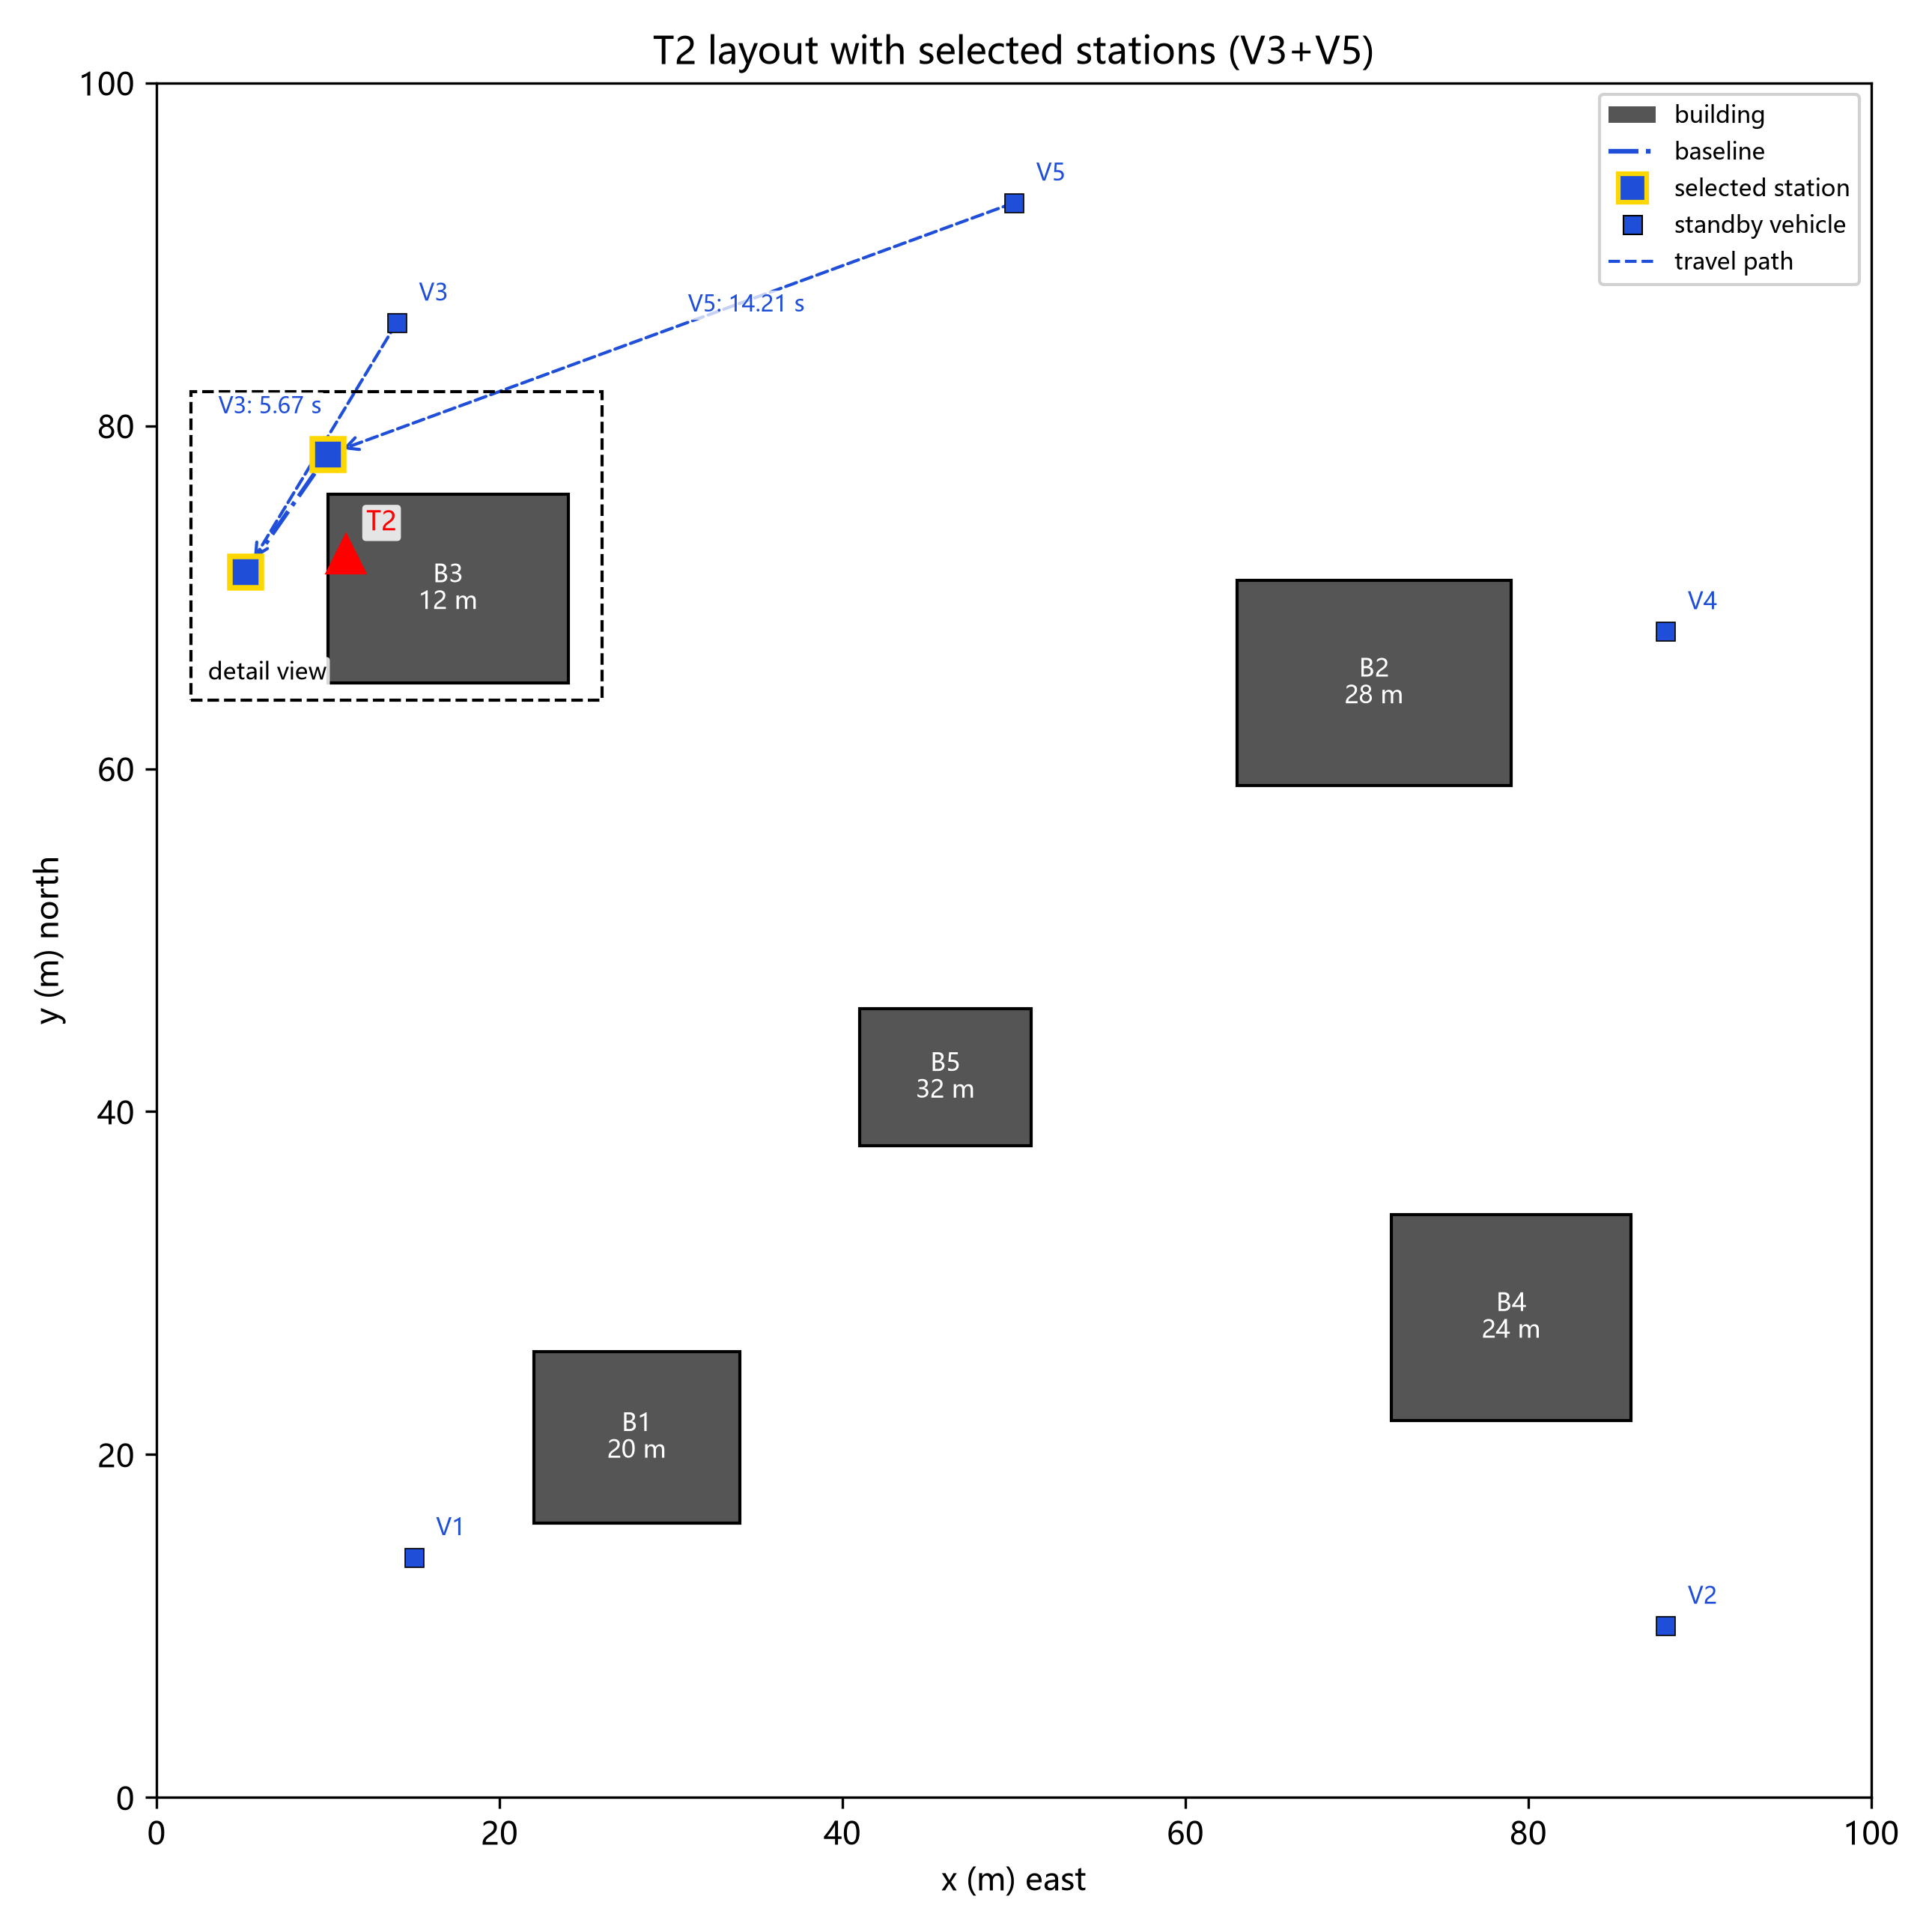 T2 layout with selected stations (V3+V5)
100
80
60
40
20
0
y (m) north
building
baseline
selected station
standby vehicle
travel path
V5
V3
V5: 14.21 s
V3: 5.67 s
T2
B3
12 m
detail view
V4
B2
28 m
B5
32 m
B4
24 m
B1
20 m
V1
V2
0
20
40
60
80
100
x (m) east